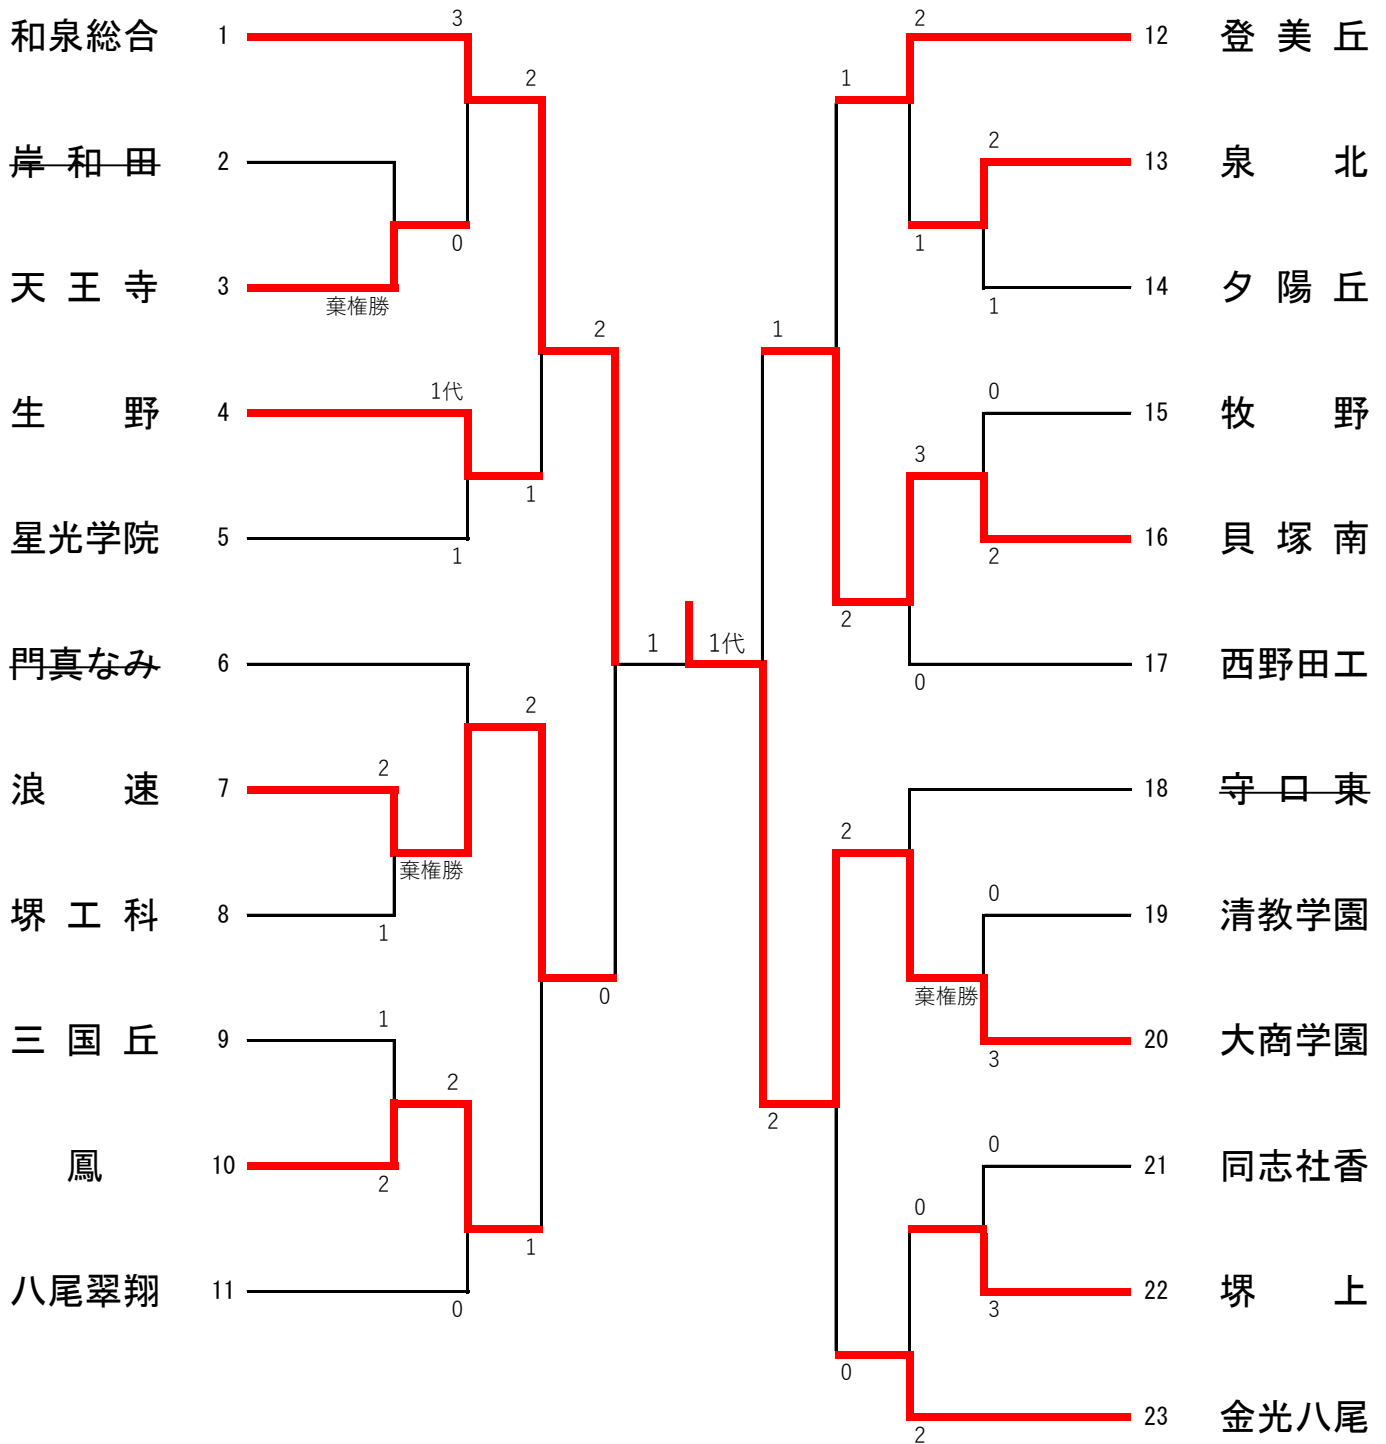 和泉総合 1
3
2
岸和田 2
0
天王寺 3
棄権勝
2
生野 4
1代
1
星光学院 5
1
門真なみ 6
2
浪速 7
2
棄権勝
堺工科 8
1
0
三国丘 9
1
2
鳳 10
2
1
八尾翠翔 11
0
1
1代
2
12 登美丘
1
2
13 泉北
1
14 夕陽丘
1
1
0
15 牧野
3
16 貝塚南
2
2
17 西野田工
0
18 守口東
2
0
19 清教学園
棄権勝
20 大商学園
3
2
0
21 同志社香
0
22 堺上
3
0
23 金光八尾
2